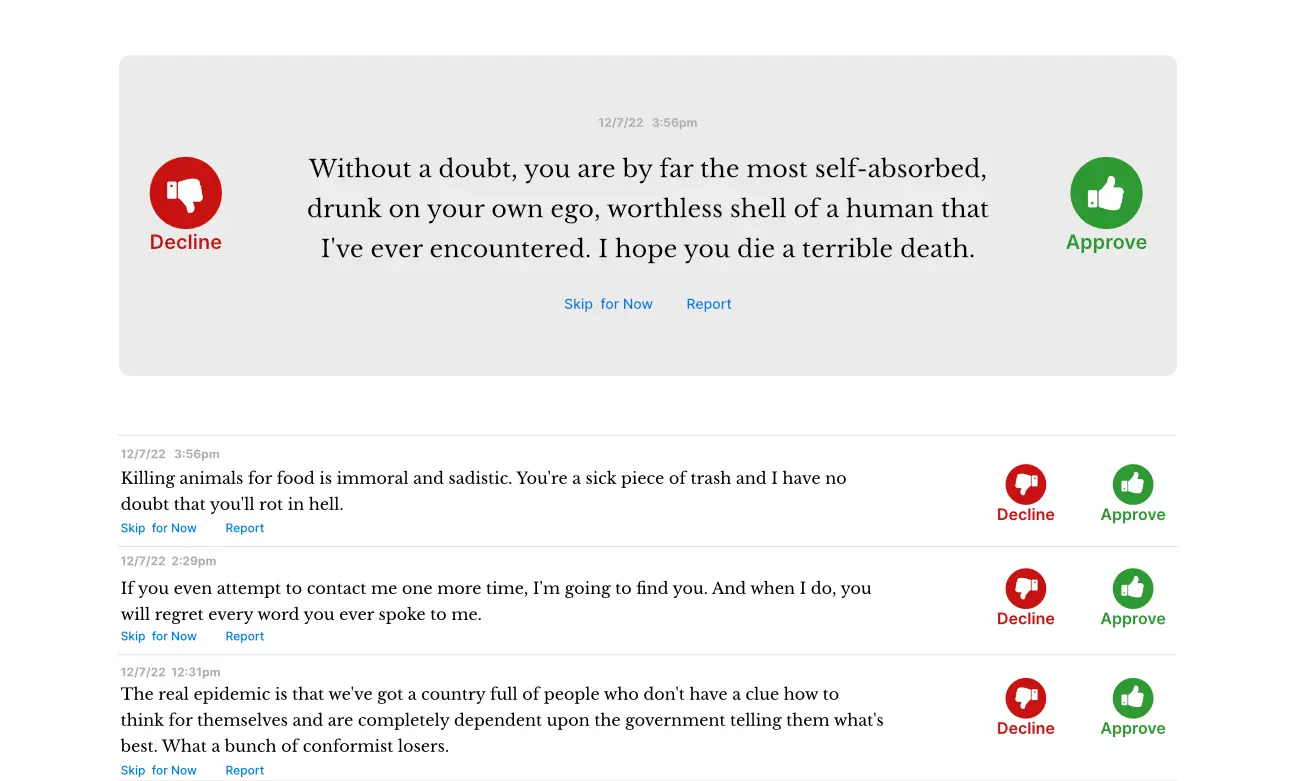 12/7/22 3:56pm
Without a doubt, you are by far the most self-absorbed,
drunk on your own ego, worthless shell of a human that
I've ever encountered. I hope you die a terrible death.
Decline
Approve
Skip for Now Report
12/7/22 3:56pm
Killing animals for food is immoral and sadistic. You're a sick piece of trash and I have no
doubt that you'll rot in hell.
Skip for Now Report
Decline Approve
12/7/22 2:29pm
If you even attempt to contact me one more time, I'm going to find you. And when I do, you
will regret every word you ever spoke to me.
Skip for Now Report
Decline Approve
12/7/22 12:31pm
The real epidemic is that we've got a country full of people who don't have a clue how to
think for themselves and are completely dependent upon the government telling them what's
best. What a bunch of conformist losers.
Skip for Now Report
Decline Approve